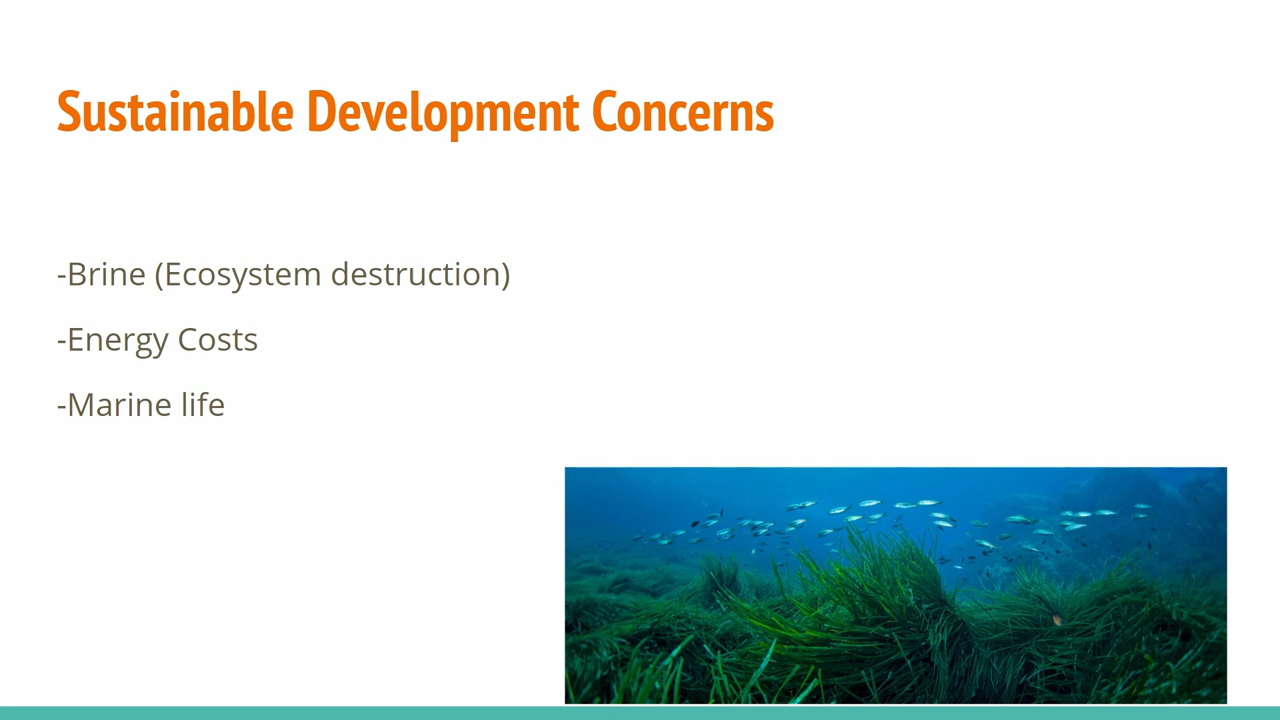 Sustainable Development Concerns
-Brine (Ecosystem destruction)
-Energy Costs
-Marine life